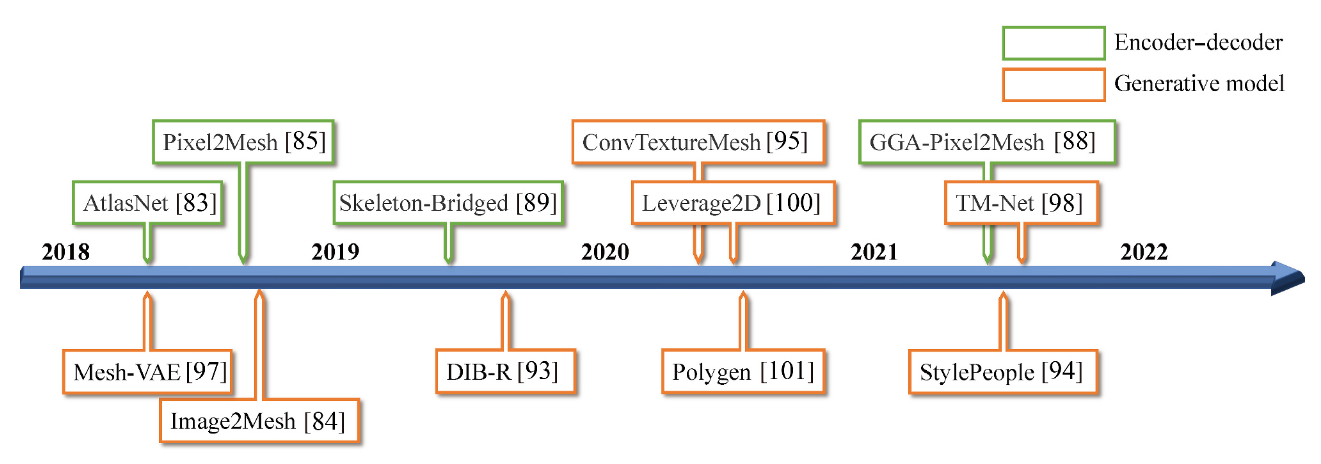 Encoder–decoder
Generative model
Pixel2Mesh [85]
ConvTextureMesh [95]
GGA-Pixel2Mesh [88]
AtlasNet [83]
Skeleton-Bridged [89]
Leverage2D [100]
TM-Net [98]
2018
2019
2020
2021
2022
Mesh-VAE [97]
DIB-R [93]
Polygen [101]
StylePeople [94]
Image2Mesh [84]